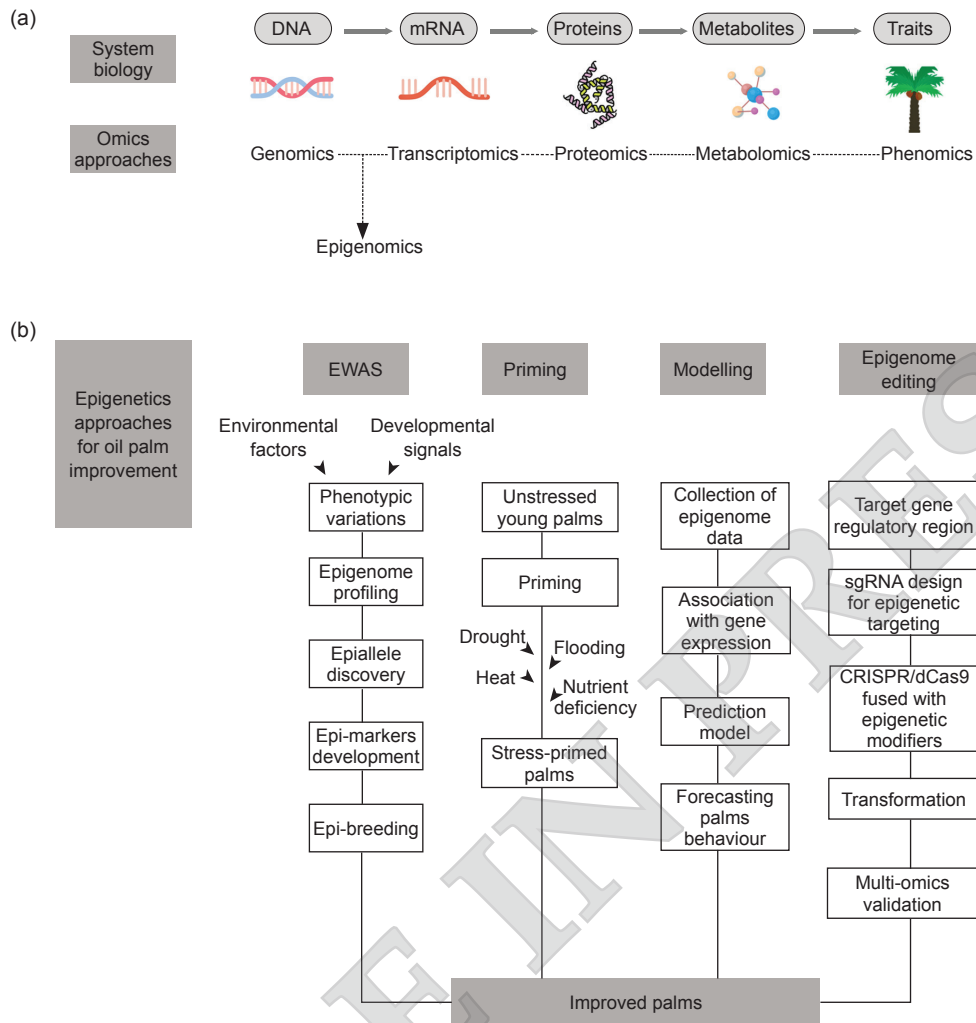 (a)
DNA
mRNA
Proteins
Metabolites
Traits
System
biology
Omics
approaches
Genomics
Transcriptomics
Proteomics
Metabolomics
Phenomics
Epigenomics
(b)
Epigenetics
approaches
for oil palm
improvement
EWAS
Environmental
factors
Developmental
signals
Phenotypic
variations
Epigenome
profiling
Epiallele
discovery
Epi-markers
development
Epi-breeding
Priming
Unstressed
young palms
Priming
Drought
Flooding
Heat
Nutrient
deficiency
Stress-primed
palms
Modelling
Collection of
epigenome
data
Association
with gene
expression
Prediction
model
Forecasting
palms
behaviour
Epigenome
editing
Target gene
regulatory region
sgRNA design
for epigenetic
targeting
CRISPR/dCas9
fused with
epigenetic
modifiers
Transformation
Multi-omics
validation
Improved palms
E IN PRES